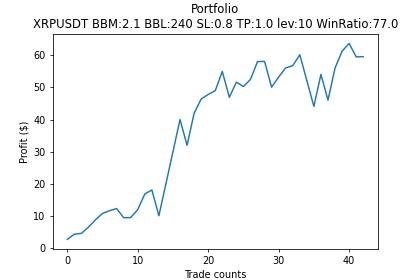 Portfolio
XRPUSDT BBM:2.1 BBL:240 SL:0.8 TP:1.0 lev:10 WinRatio:77.0
60
50
40
30
20
10
0
Profit ($)
0 10 20 30 40
Trade counts